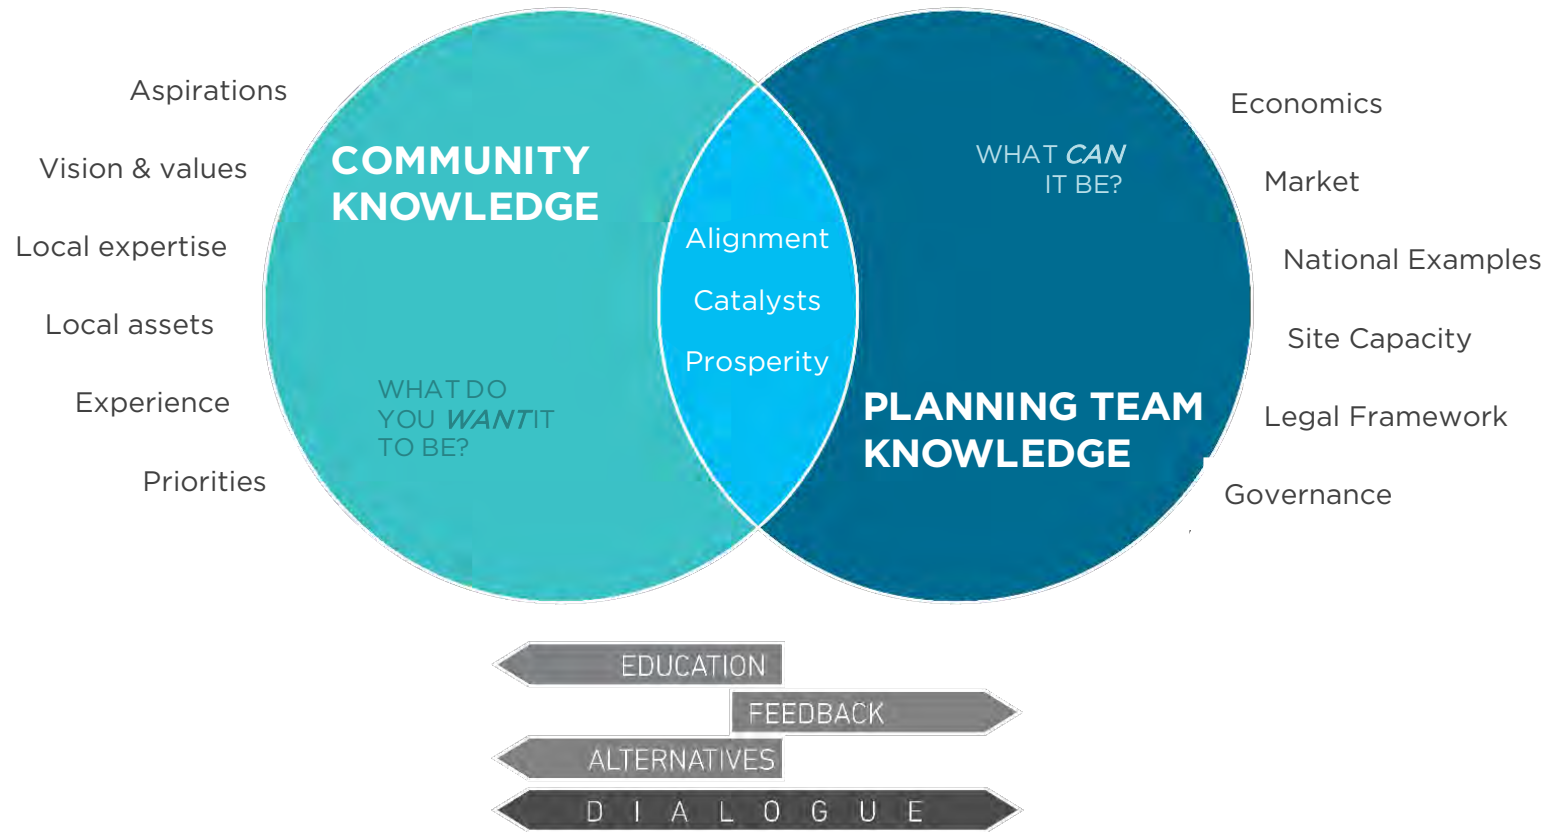 Aspirations
Vision & values
Local expertise
Local assets
Experience
Priorities
COMMUNITY
KNOWLEDGE
WHAT DO
YOU WANT IT
TO BE?
Alignment
Catalysts
Prosperity
WHAT CAN
IT BE?
PLANNING TEAM
KNOWLEDGE
Economics
Market
National Examples
Site Capacity
Legal Framework
Governance
EDUCATION
FEEDBACK
ALTERNATIVES
DIALOGUE